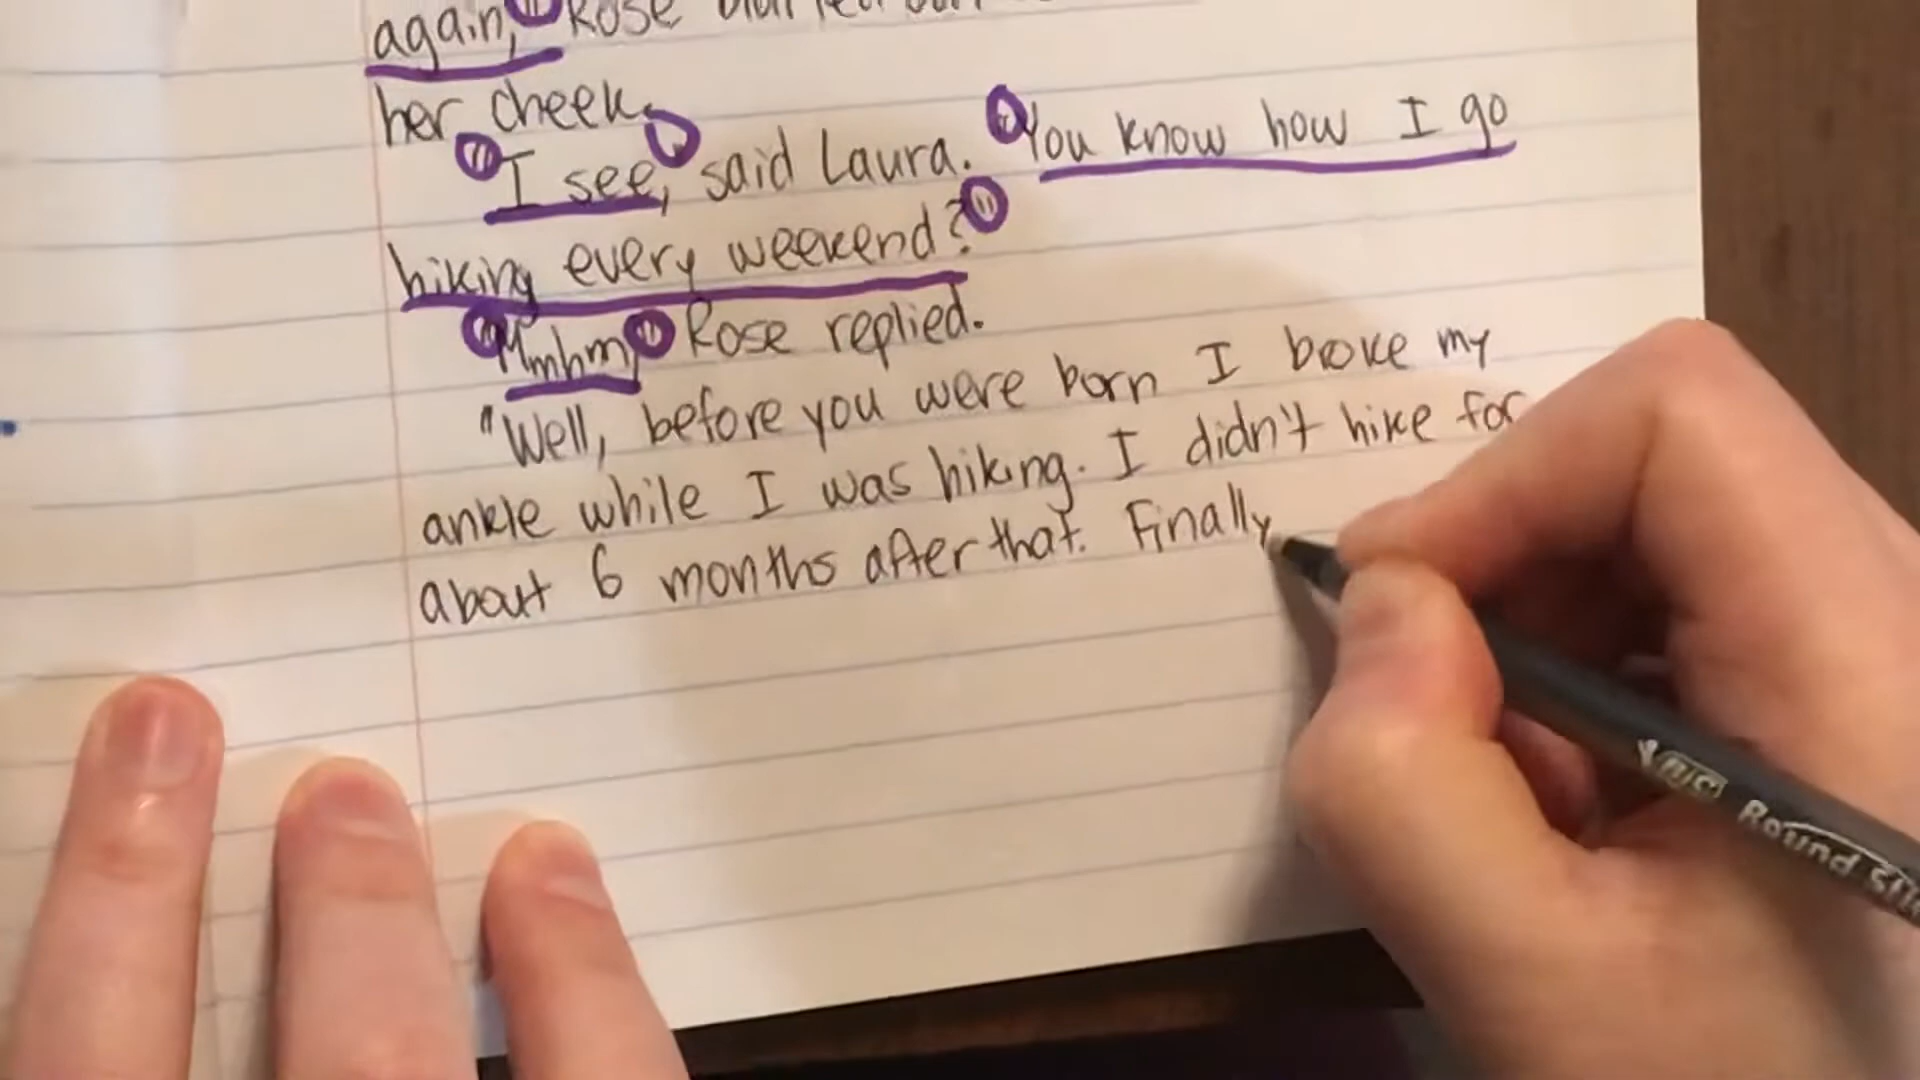 again," Rose
her cheek.
"I see," said Laura. "You know how I go
hiking every weekend?"
"Mmhm," Rose replied.
"Well, before you were born I broke my
ankle while I was hiking. I didn't hike for
about 6 months after that. Finally
BIC Round Stic